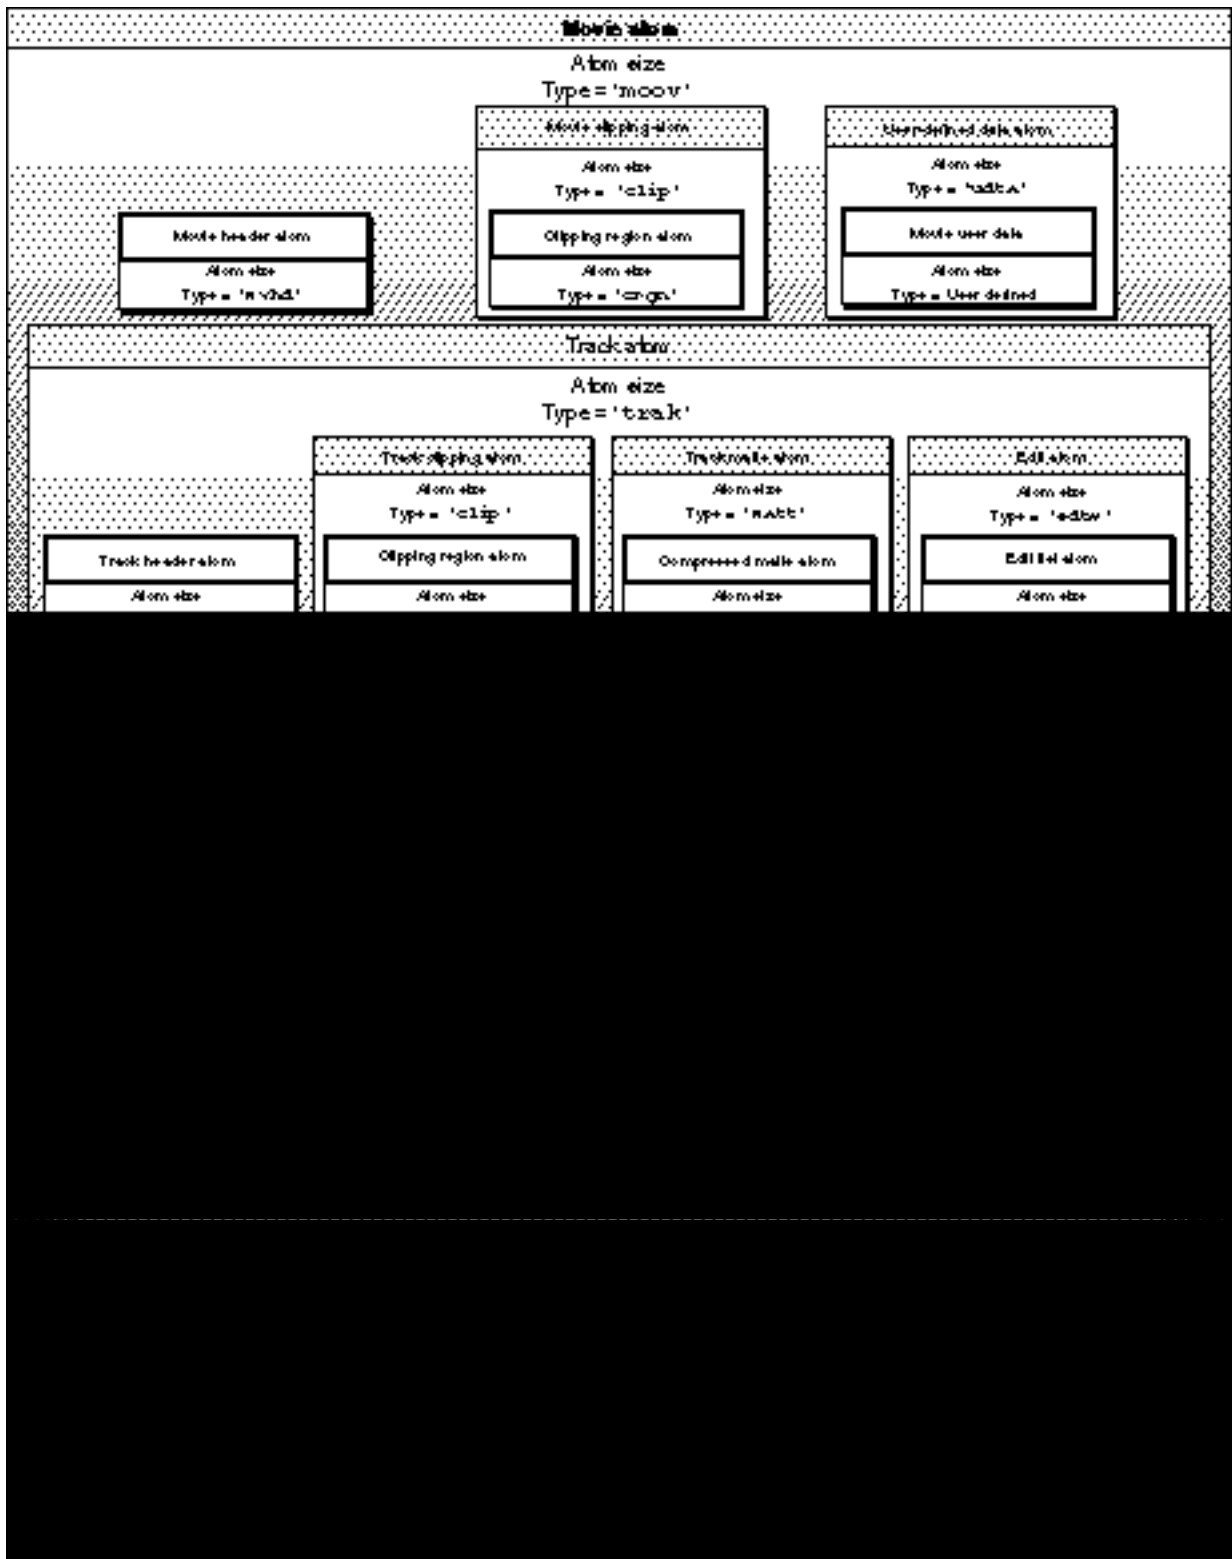 Movie atom
Atom size
Type = 'moov'
Movie clipping atom
Atom size
Type = 'clip'
Clipping region atom
Atom size
Type = 'crgn'
User-defined data atom
Atom size
Type = 'udta'
Movie user data
Atom size
Type = User defined
Movie header atom
Atom size
Type = 'mvhd'
Track atom
Atom size
Type = 'trak'
Track clipping atom
Atom size
Type = 'clip'
Clipping region atom
Atom size
Track matte atom
Atom size
Type = 'matt'
Compressed matte atom
Atom size
Edit atom
Atom size
Type = 'edts'
Edit list atom
Atom size
Track header atom
Atom size